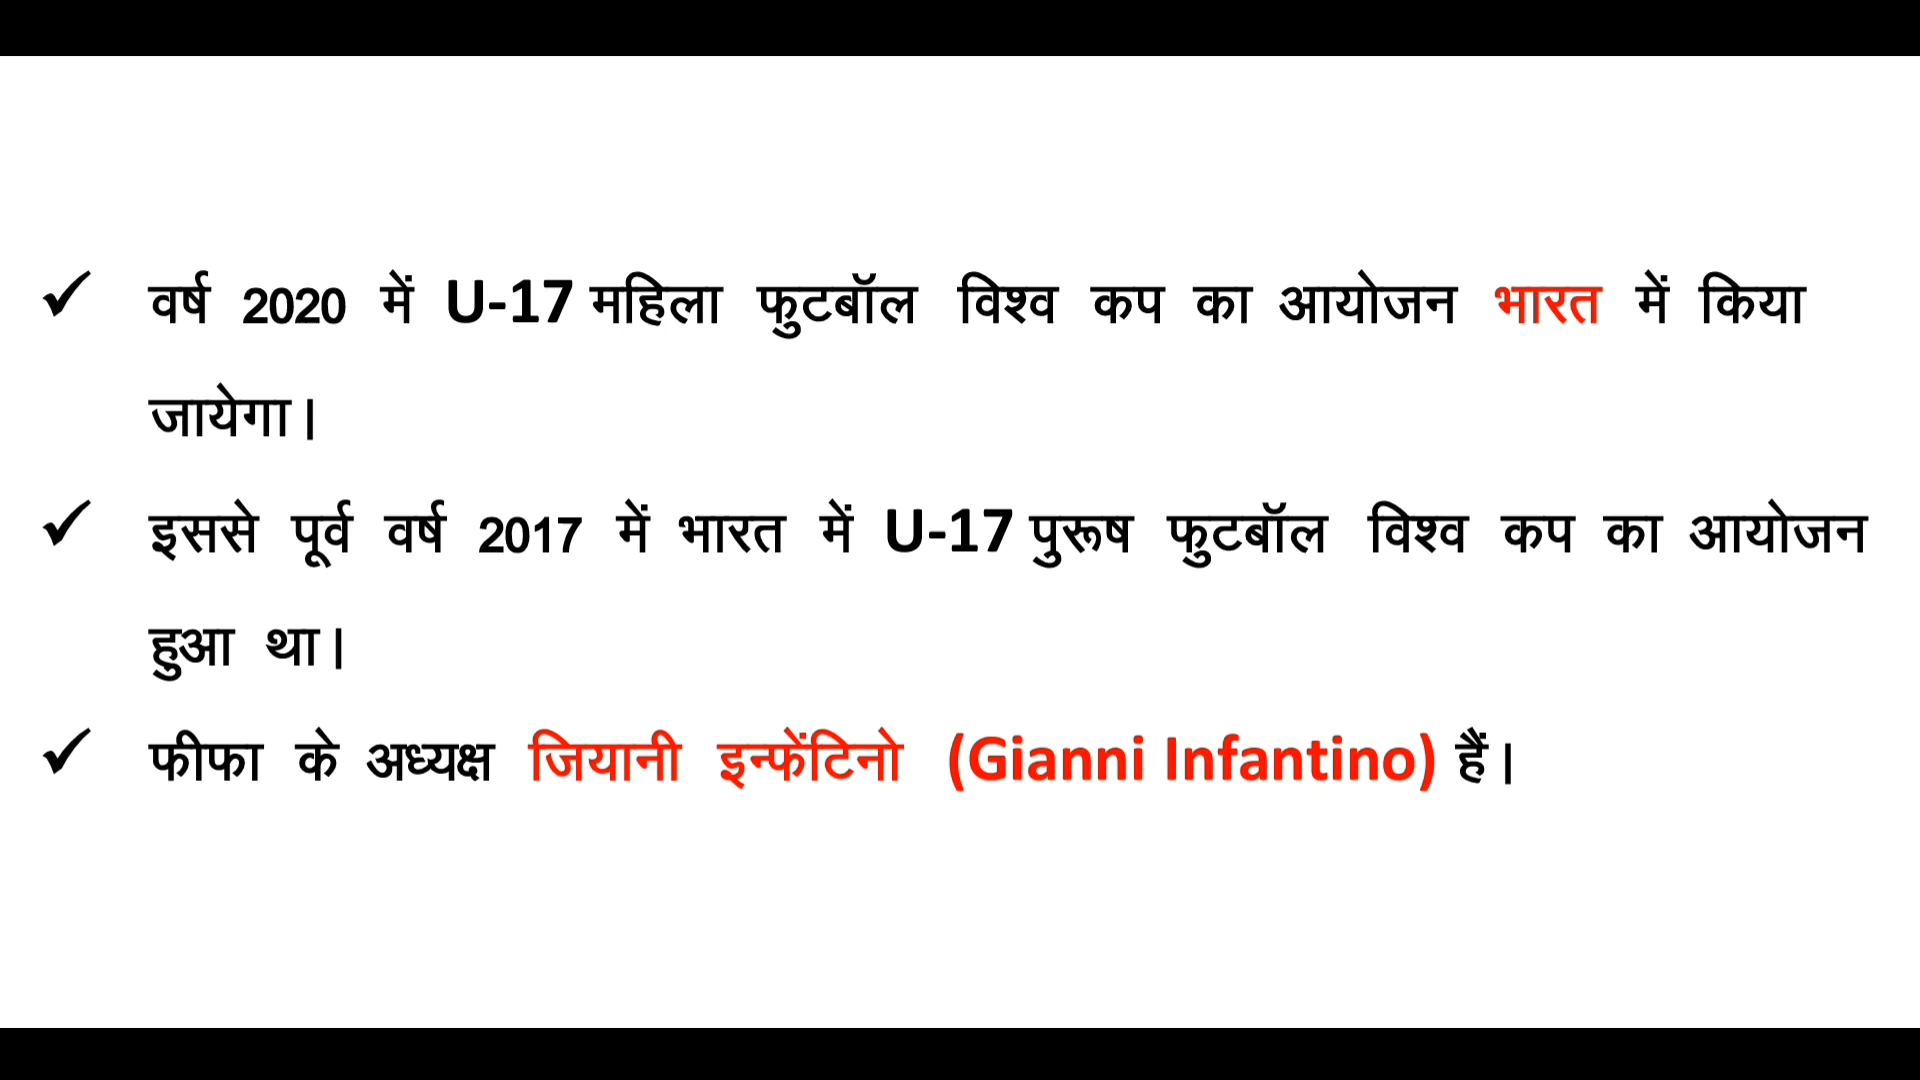 ✓ वर्ष 2020 में U-17 महिला फुटबॉल विश्व कप का आयोजन भारत में किया
जायेगा।
✓ इससे पूर्व वर्ष 2017 में भारत में U-17 पुरूष फुटबॉल विश्व कप का आयोजन
हुआ था।
✓ फीफा के अध्यक्ष जियानी इन्फेंटिनो (Gianni Infantino) हैं।